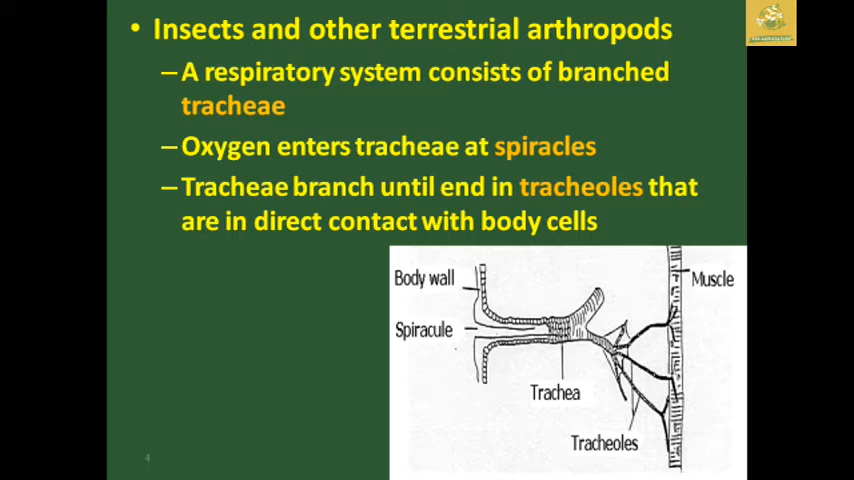 • Insects and other terrestrial arthropods
–A respiratory system consists of branched
tracheae
–Oxygen enters tracheae at spiracles
–Tracheae branch until end in tracheoles that
are in direct contact with body cells
Body wall
Muscle
Spiracule
Trachea
Tracheoles
4